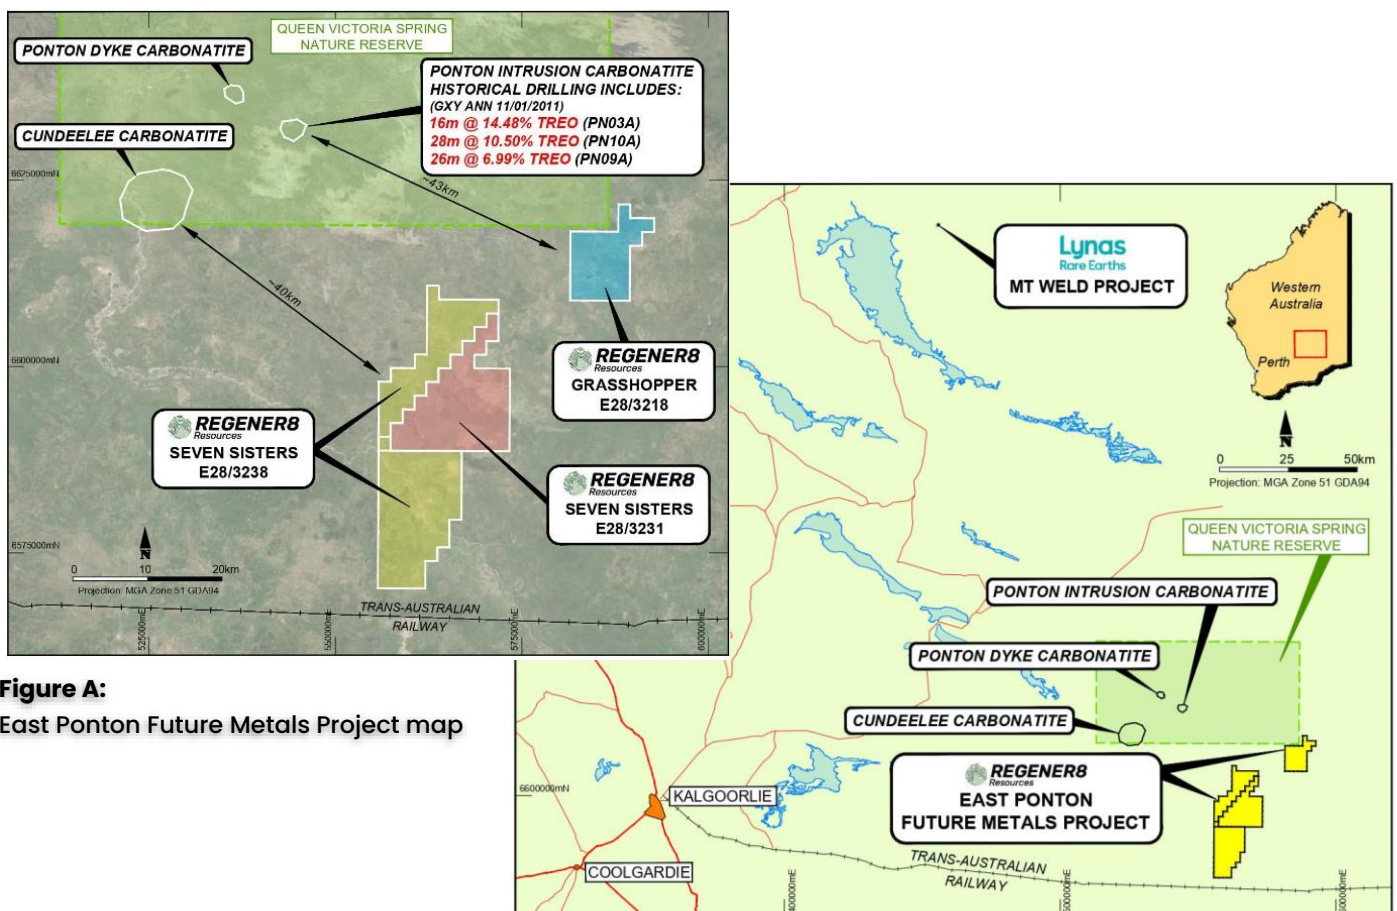 QUEEN VICTORIA SPRING
NATURE RESERVE
PONTON DYKE CARBONATITE
PONTON INTRUSION CARBONATITE
HISTORICAL DRILLING INCLUDES:
(GXY ANN 11/01/2011)
16m @ 14.48% TREO (PN03A)
28m @ 10.50% TREO (PN10A)
26m @ 6.99% TREO (PN09A)
CUNDEELEE CARBONATITE
6625000mN
~43km
~40km
6600000mN
REGENER8
Resources
GRASSHOPPER
E28/3218
REGENER8
Resources
SEVEN SISTERS
E28/3238
REGENER8
Resources
SEVEN SISTERS
E28/3231
6575000mN
N
0 10 20km
Projection: MGA Zone 51 GDA94
TRANS-AUSTRALIAN
RAILWAY
525000mE
550000mE
575000mE
600000mE
Figure A:
East Ponton Future Metals Project map
Lynas
Rare Earths
MT WELD PROJECT
Western
Australia
Perth
N
0 25 50km
Projection: MGA Zone 51 GDA94
QUEEN VICTORIA SPRING
NATURE RESERVE
PONTON INTRUSION CARBONATITE
PONTON DYKE CARBONATITE
CUNDEELEE CARBONATITE
REGENER8
Resources
EAST PONTON
FUTURE METALS PROJECT
6600000mN
KALGOORLIE
COOLGARDIE
TRANS-AUSTRALIAN
RAILWAY